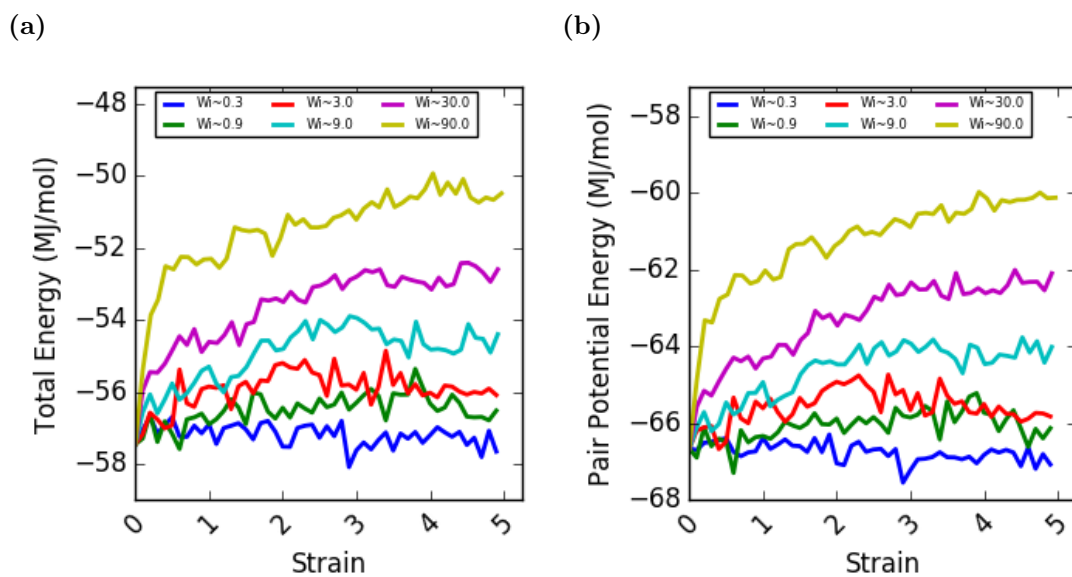 (a)
(b)
Wi~0.3 Wi~3.0 Wi~30.0
Wi~0.9 Wi~9.0 Wi~90.0
−48
−50
−52
−54
−56
−58
Total Energy (MJ/mol)
0 1 2 3 4 5
Strain
Wi~0.3 Wi~3.0 Wi~30.0
Wi~0.9 Wi~9.0 Wi~90.0
−58
−60
−62
−64
−66
−68
Pair Potential Energy (MJ/mol)
0 1 2 3 4 5
Strain